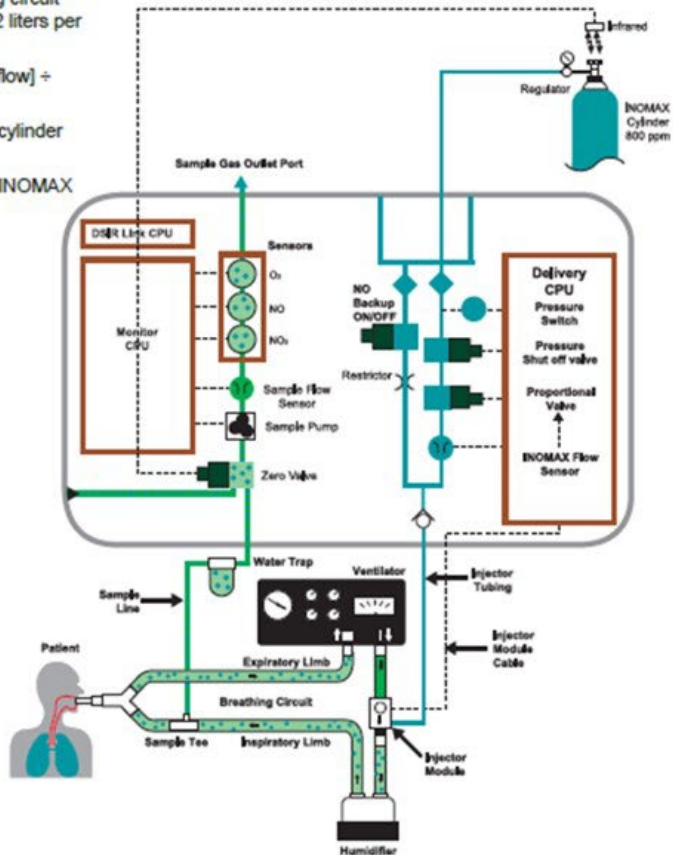 g circuit
2 liters per
flow] ÷
cylinder
INOMAX
Infrared
Regulator
INOMAX
Cylinder
800 ppm
Sample Gas Outlet Port
DSIR Link CPU
Sensors
O₂
NO
NO₂
Monitor
CPU
Sample Flow
Sensor
Sample Pump
Zero Valve
NO
Backup
ON/OFF
Restrictor
Delivery
CPU
Pressure
Switch
Pressure
Shut off valve
Proportional
Valve
INOMAX Flow
Sensor
Water Trap
Ventilator
Injector
Tubing
Sample
Line
Patient
Expiratory Limb
Injector
Module
Cable
Breathing Circuit
Sample Tee
Inspiratory Limb
Injector
Module
Humidifier